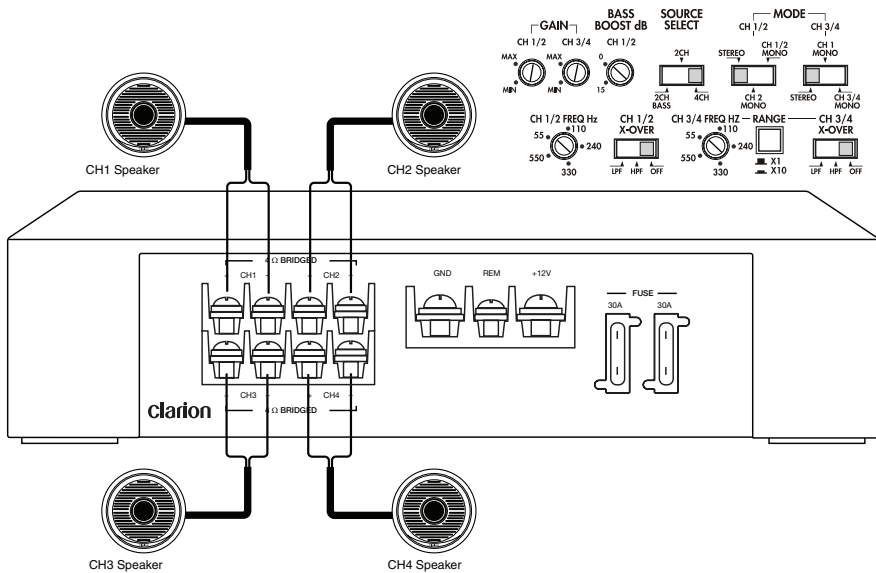 GAIN
BASS BOOST dB
SOURCE SELECT
MODE
CH 1/2
CH 3/4
CH 1/2
CH 1/2
CH 3/4
MAX
MIN
MAX
MIN
0
15
2CH
2CH BASS
4CH
STEREO
CH 1/2 MONO
CH 2 MONO
CH 1 MONO
STEREO
CH 3/4 MONO
CH 1/2 FREQ Hz
55
110
240
550
330
CH 1/2 X-OVER
LPF
HPF
OFF
CH 3/4 FREQ HZ
55
110
240
550
330
RANGE
X1
X10
CH 3/4 X-OVER
LPF
HPF
OFF
CH1 Speaker
CH2 Speaker
4 Ω BRIDGED
CH1
CH2
GND
REM
+12V
FUSE
30A
30A
CH3
CH4
4 Ω BRIDGED
clarion
CH3 Speaker
CH4 Speaker